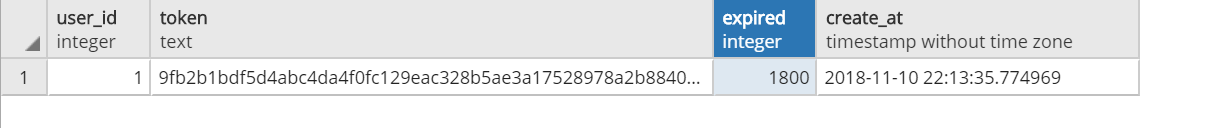 user_id token expired create_at
integer text integer timestamp without time zone
1 1 9fb2b1bdf5d4abc4da4f0fc129eac328b5ae3a17528978a2b8840... 1800 2018-11-10 22:13:35.774969